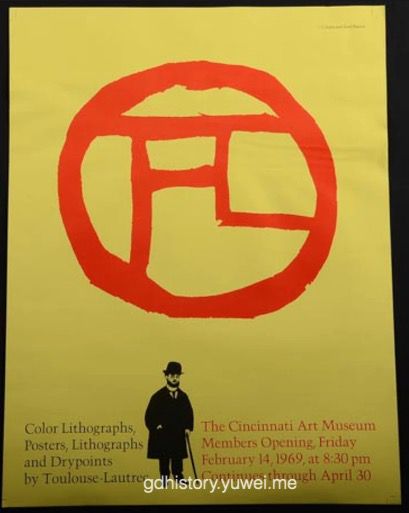 Color Lithographs,
Posters, Lithographs
and Drypoints
by Toulouse-Lautrec
The Cincinnati Art Museum
Members Opening, Friday
February 14, 1969, at 8:30 pm
Continues through April 30
gdhistory.yuwei.me